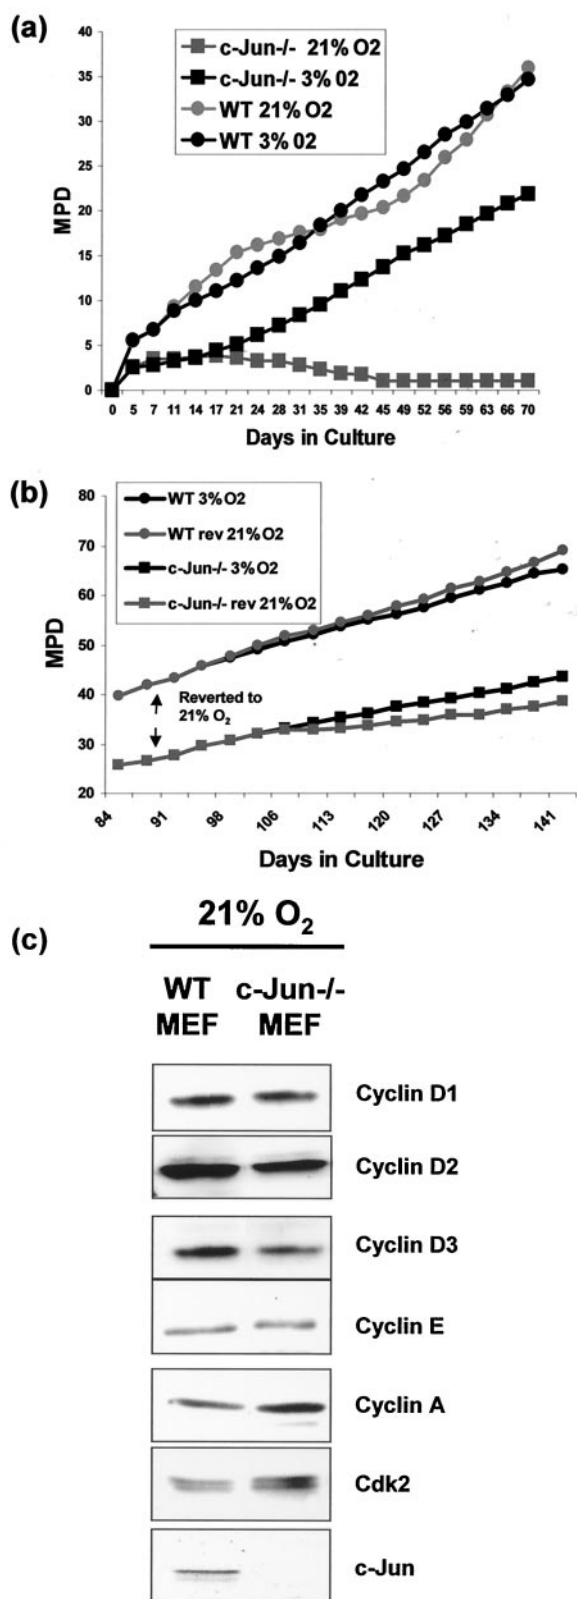 (a)
c-Jun-/- 21% O2
c-Jun-/- 3% 02
WT 21% O2
WT 3% 02
MPD
40
35
30
25
20
15
10
5
0
0 5 7 11 14 17 21 24 28 31 35 39 42 45 49 52 56 59 63 66 70
Days in Culture
(b)
WT 3%O2
WT rev 21%O2
c-Jun-/- 3%O2
c-Jun-/- rev 21%O2
MPD
80
70
60
50
40
30
20
Reverted to
21% O₂
84 91 98 106 113 120 127 134 141
Days in Culture
(c)
21% O₂
WT c-Jun-/-
MEF MEF
Cyclin D1
Cyclin D2
Cyclin D3
Cyclin E
Cyclin A
Cdk2
c-Jun